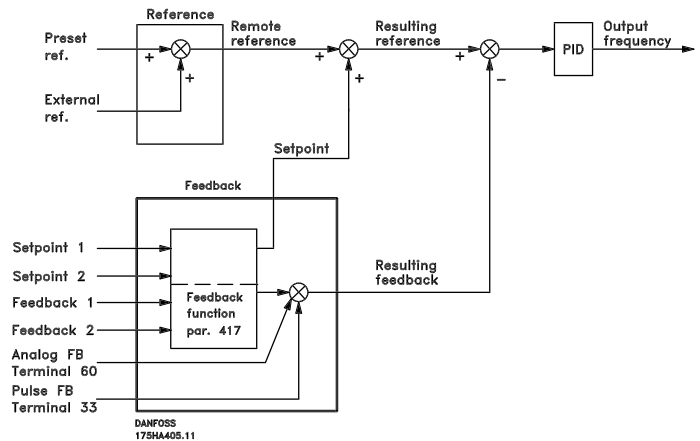 Reference
Preset
ref.
+
+
External
ref.
Remote
reference
+
+
Resulting
reference
+
−
PID
Output
frequency
Setpoint
Feedback
Setpoint 1
Setpoint 2
Feedback 1
Feedback 2
Feedback
function
par. 417
Resulting
feedback
Analog FB
Terminal 60
Pulse FB
Terminal 33
DANFOSS
175HA405.11